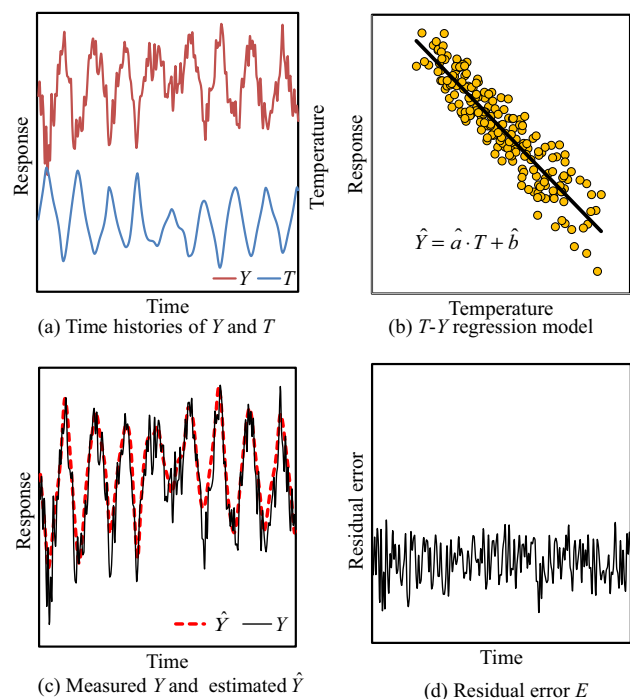 Response
Temperature
Y T
Time
(a) Time histories of Y and T
Response
Ŷ = â · T + b̂
Temperature
(b) T-Y regression model
Response
Ŷ Y
Time
(c) Measured Y and estimated Ŷ
Residual error
Time
(d) Residual error E